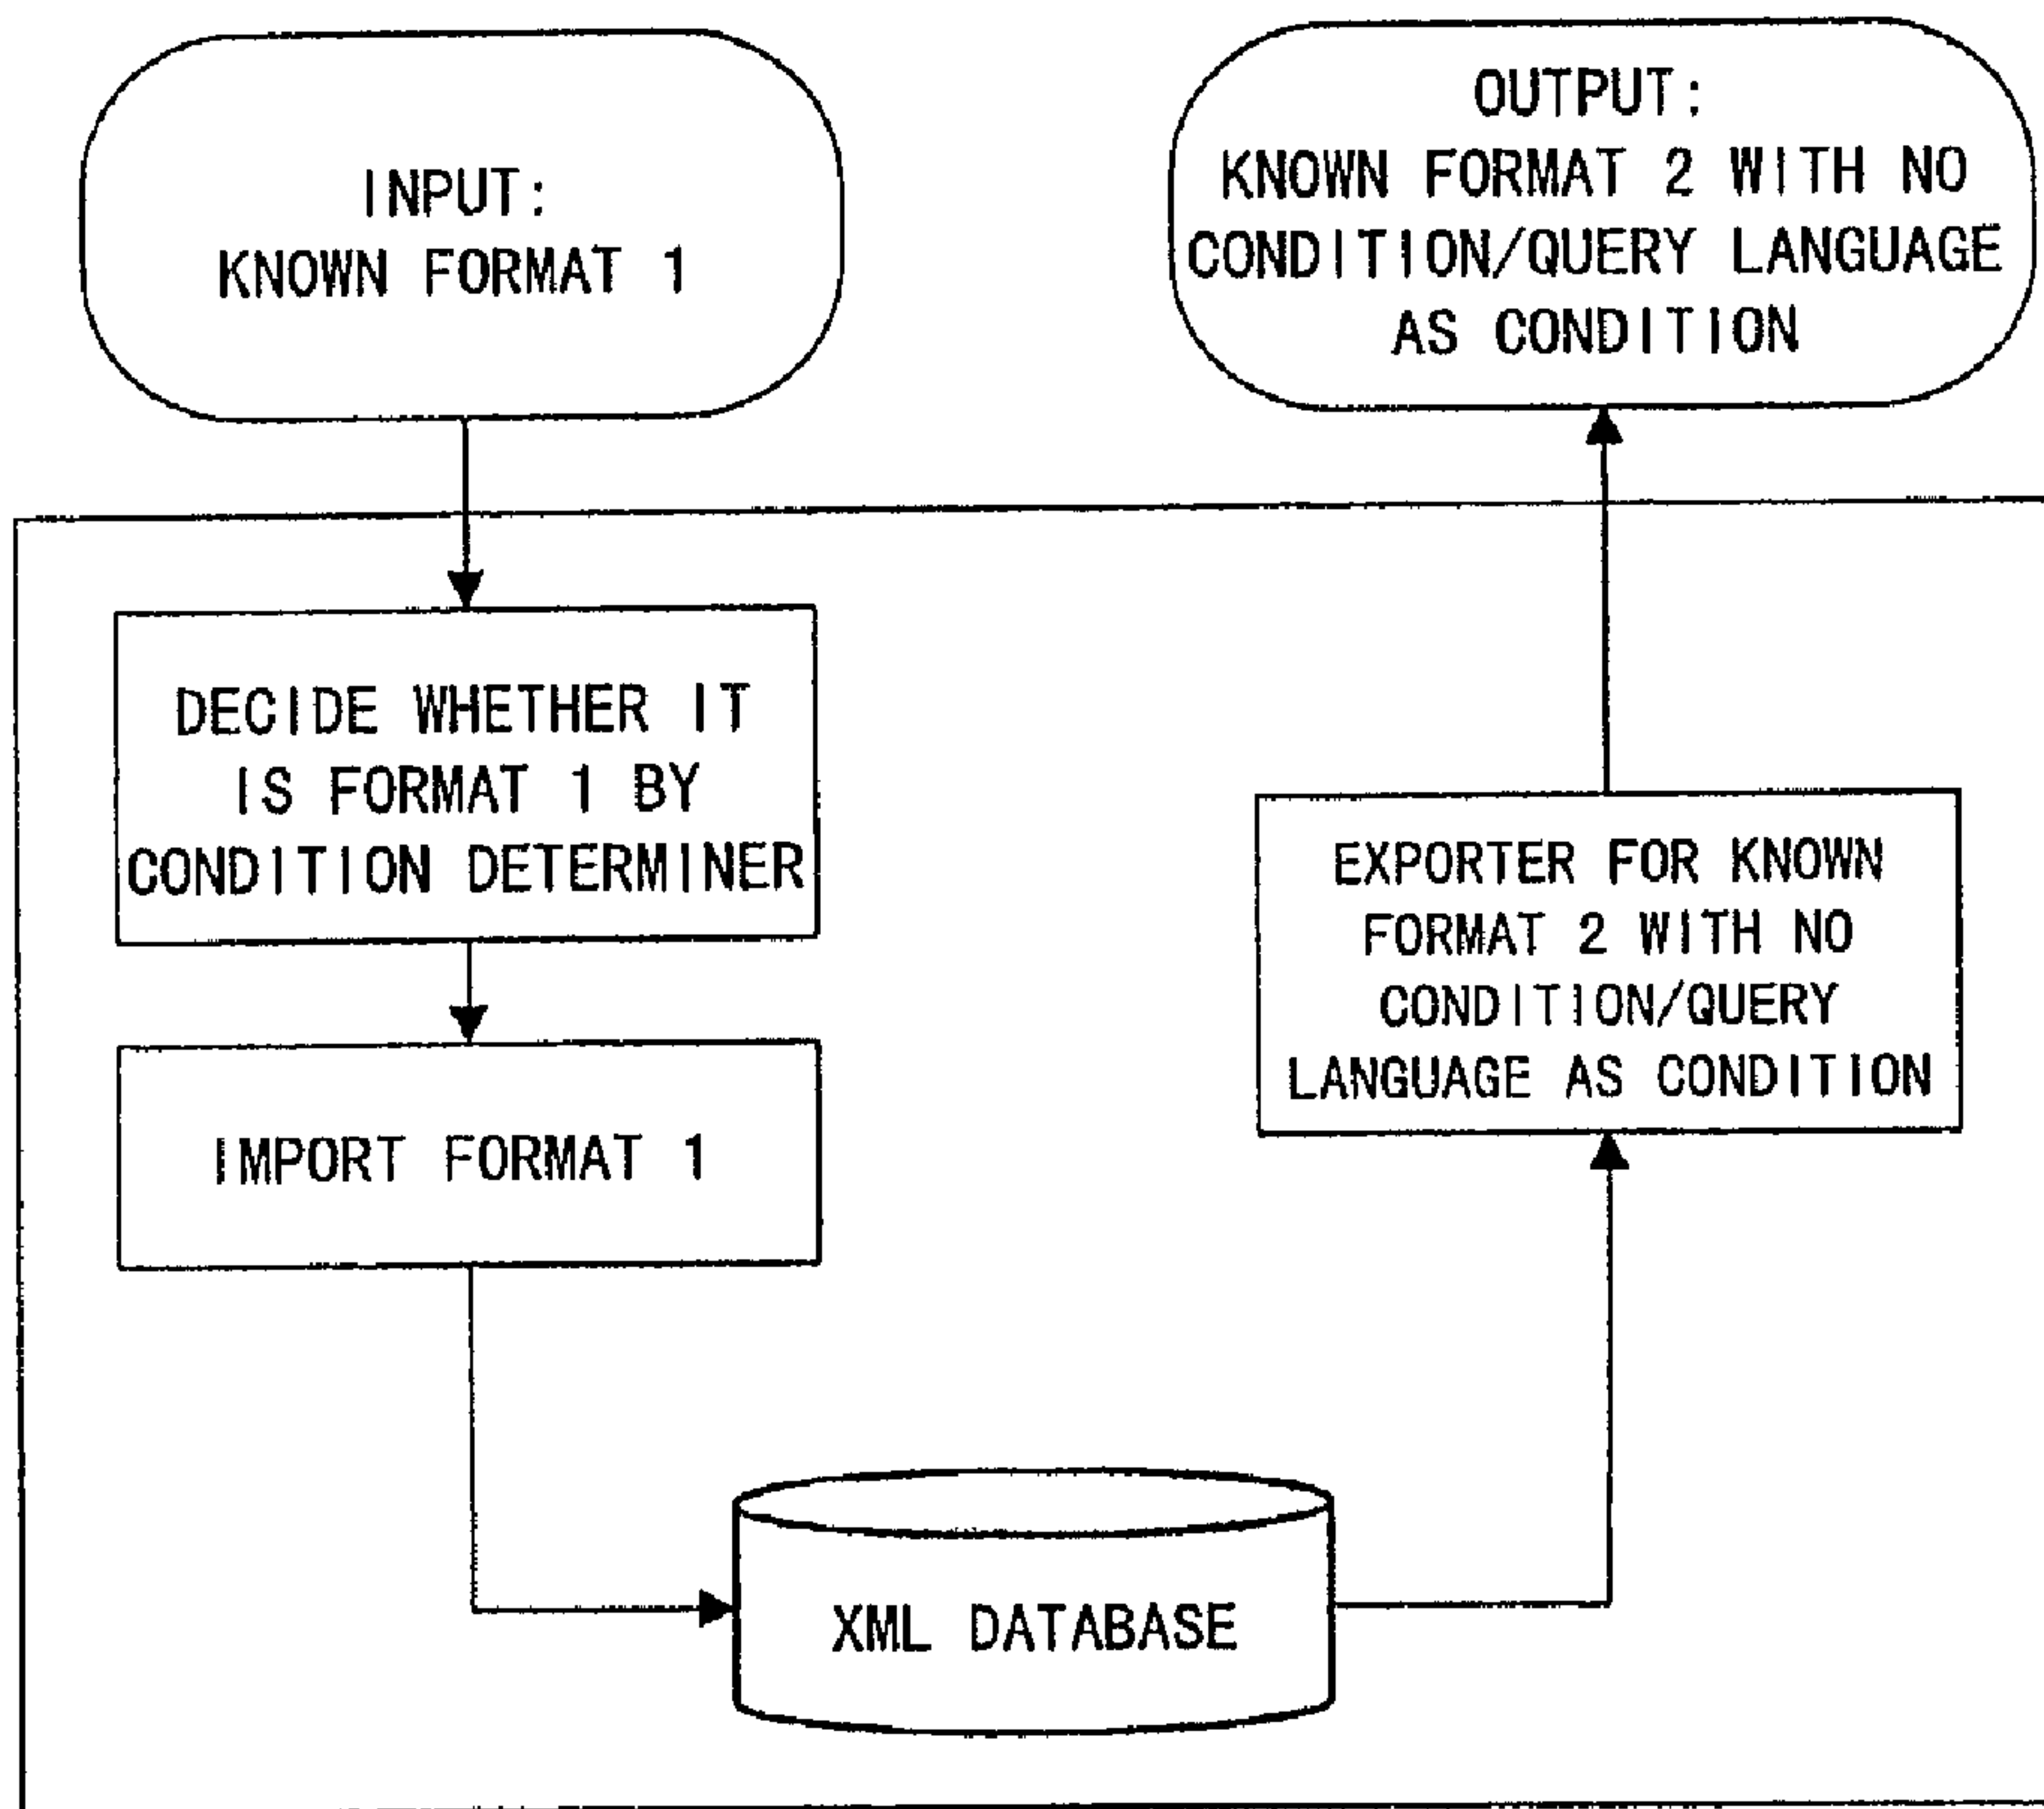 INPUT:
KNOWN FORMAT 1
OUTPUT:
KNOWN FORMAT 2 WITH NO
CONDITION/QUERY LANGUAGE
AS CONDITION
DECIDE WHETHER IT
IS FORMAT 1 BY
CONDITION DETERMINER
IMPORT FORMAT 1
XML DATABASE
EXPORTER FOR KNOWN
FORMAT 2 WITH NO
CONDITION/QUERY
LANGUAGE AS CONDITION